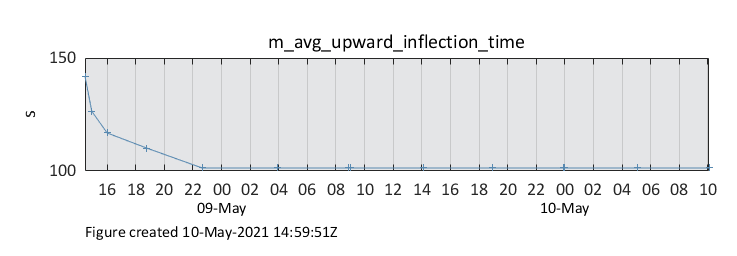 m_avg_upward_inflection_time
150
s
100
16 18 20 22 00 02 04 06 08 10 12 14 16 18 20 22 00 02 04 06 08 10
09-May 10-May
Figure created 10-May-2021 14:59:51Z